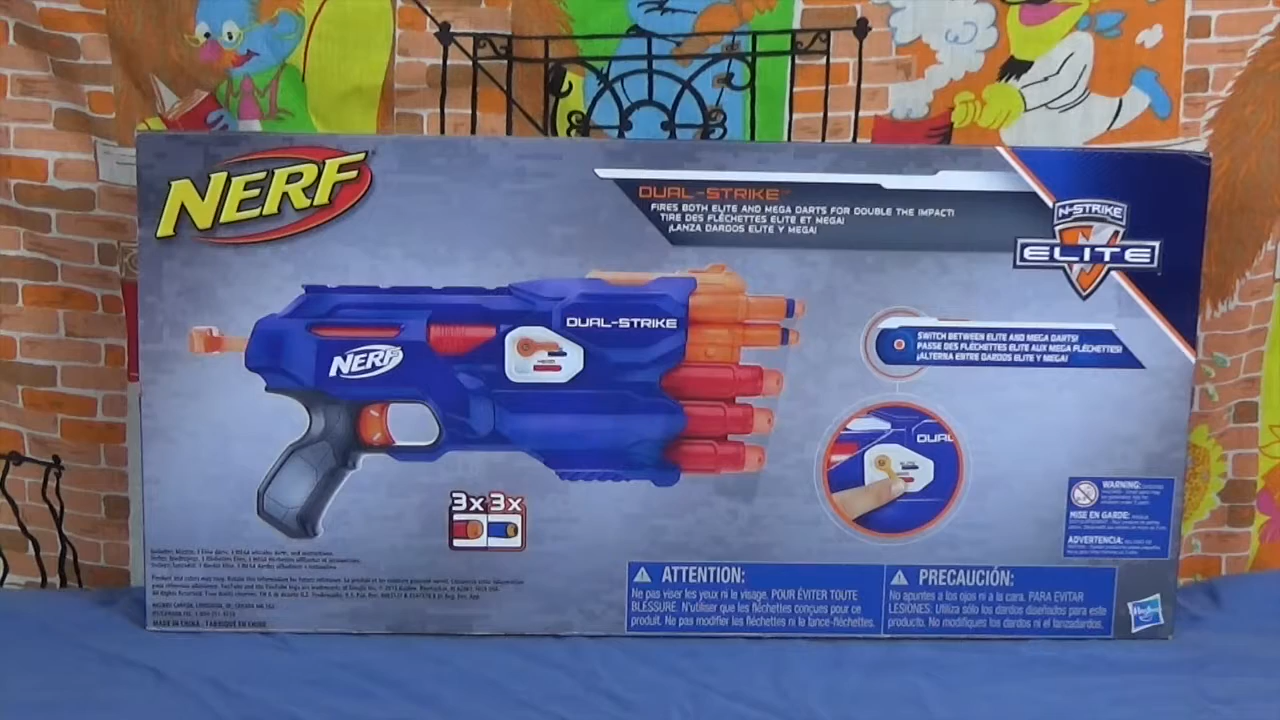 NERF
DUAL-STRIKE
FIRES BOTH ELITE AND MEGA DARTS FOR DOUBLE THE IMPACT!
TIRE DES FLÉCHETTES ELITE ET MEGA!
¡LANZA DARDOS ELITE Y MEGA!
N-STRIKE
ELITE
DUAL-STRIKE
NERF
SWITCH BETWEEN ELITE AND MEGA DARTS!
PASSE DES FLÉCHETTES ELITE AUX MEGA FLÉCHETTES!
¡ALTERNA ENTRE DARDOS ELITE Y MEGA!
DUAL
3x 3x
WARNING:
MISE EN GARDE:
ADVERTENCIA:
ATTENTION:
Ne pas viser les yeux ni le visage. POUR ÉVITER TOUTE
BLESSURE: N'utiliser que les fléchettes conçues pour ce
produit. Ne pas modifier les fléchettes ni le lance-fléchettes.
PRECAUCIÓN:
No apuntes a los ojos ni a la cara. PARA EVITAR
LESIONES: Utiliza sólo los dardos diseñados para este
producto. No modifiques los dardos ni el lanzadardos.
MADE IN CHINA - FABRIQUÉ EN CHINE
Hasbro